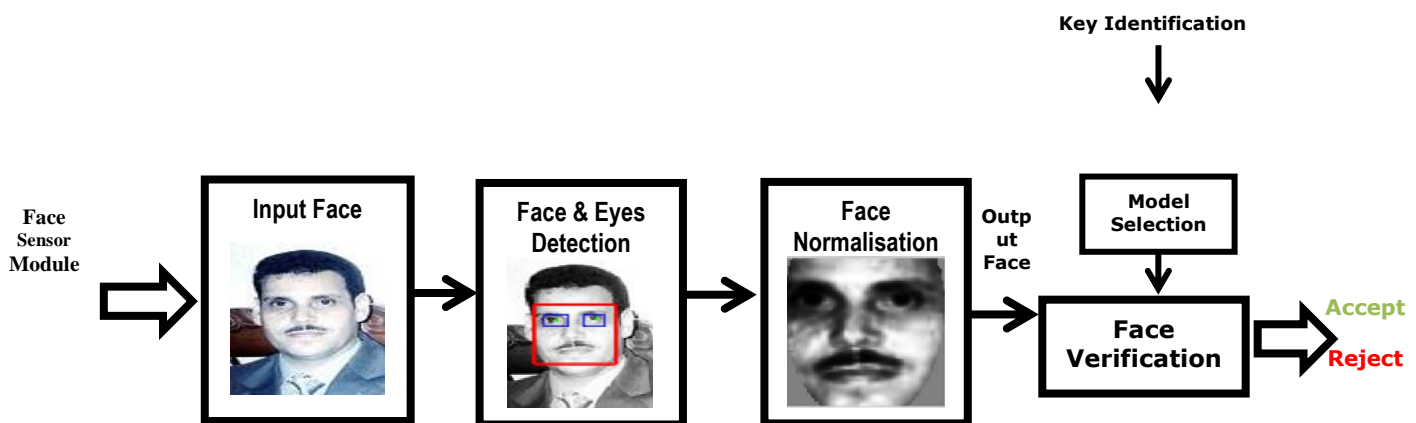 Key Identification
Face
Sensor
Module
Input Face
Face & Eyes
Detection
Face
Normalisation
Outp
ut
Face
Model
Selection
Face
Verification
Accept
Reject